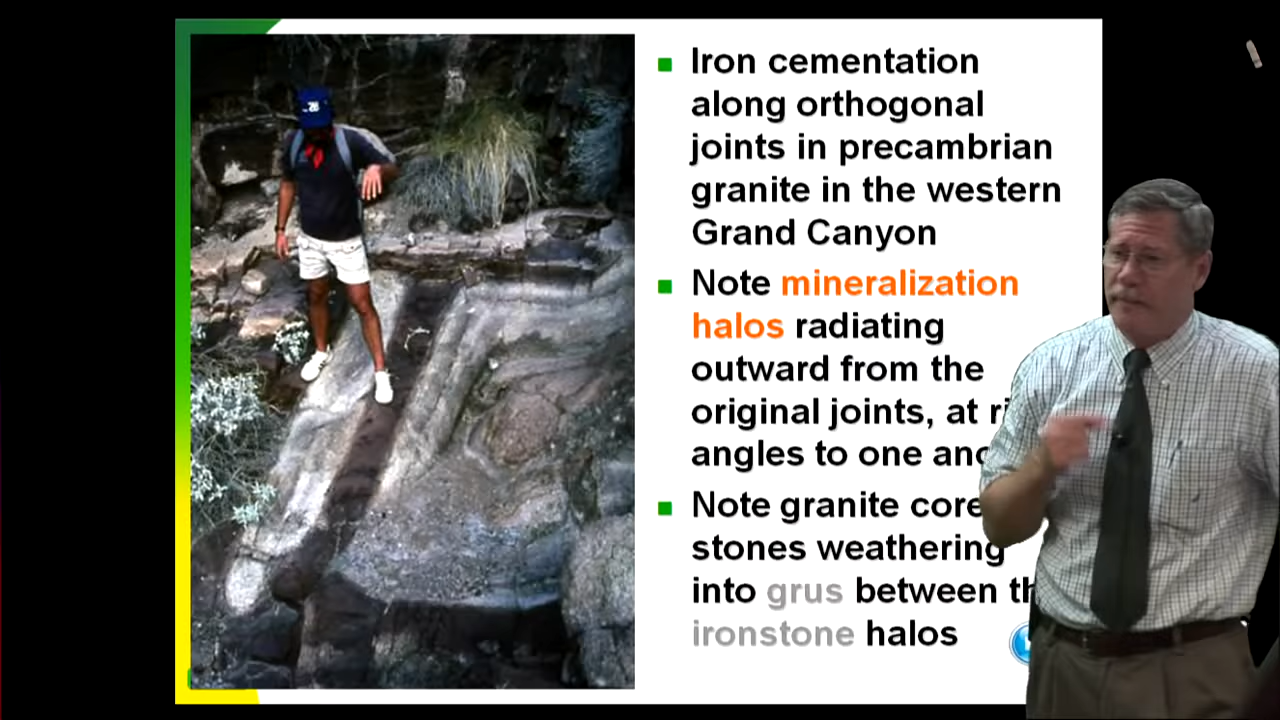 Iron cementation
along orthogonal
joints in precambrian
granite in the western
Grand Canyon
Note mineralization
halos radiating
outward from the
original joints, at
angles to one
Note granite core
stones weathering
into grus between
ironstone halos